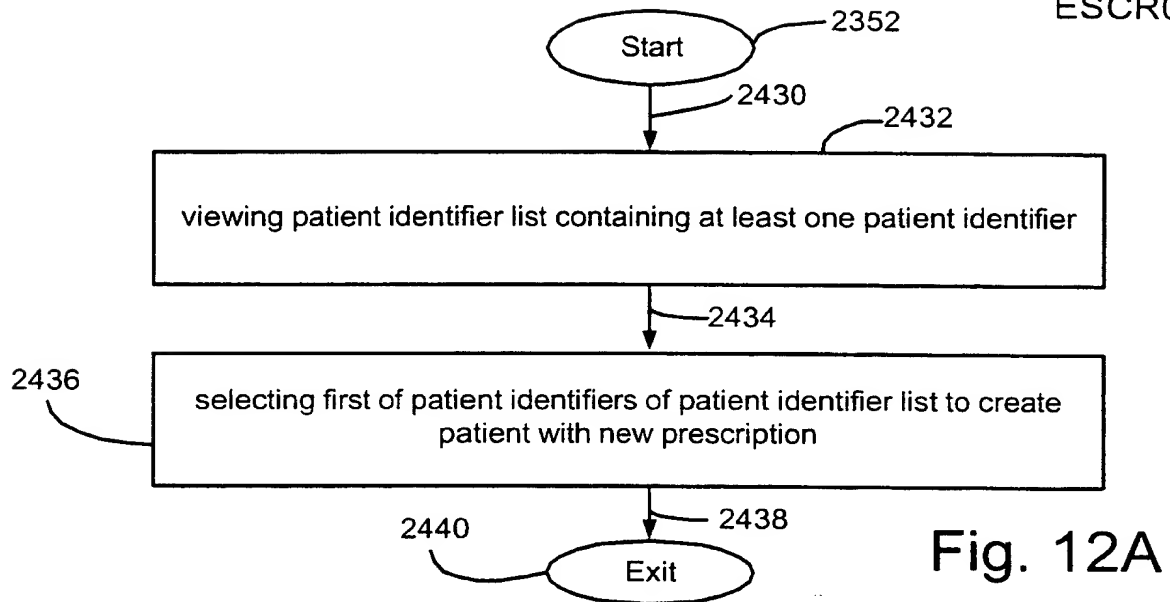 ESCR0
2352
Start
2430
2432
viewing patient identifier list containing at least one patient identifier
2434
2436
selecting first of patient identifiers of patient identifier list to create
patient with new prescription
2438
2440
Exit
Fig. 12A